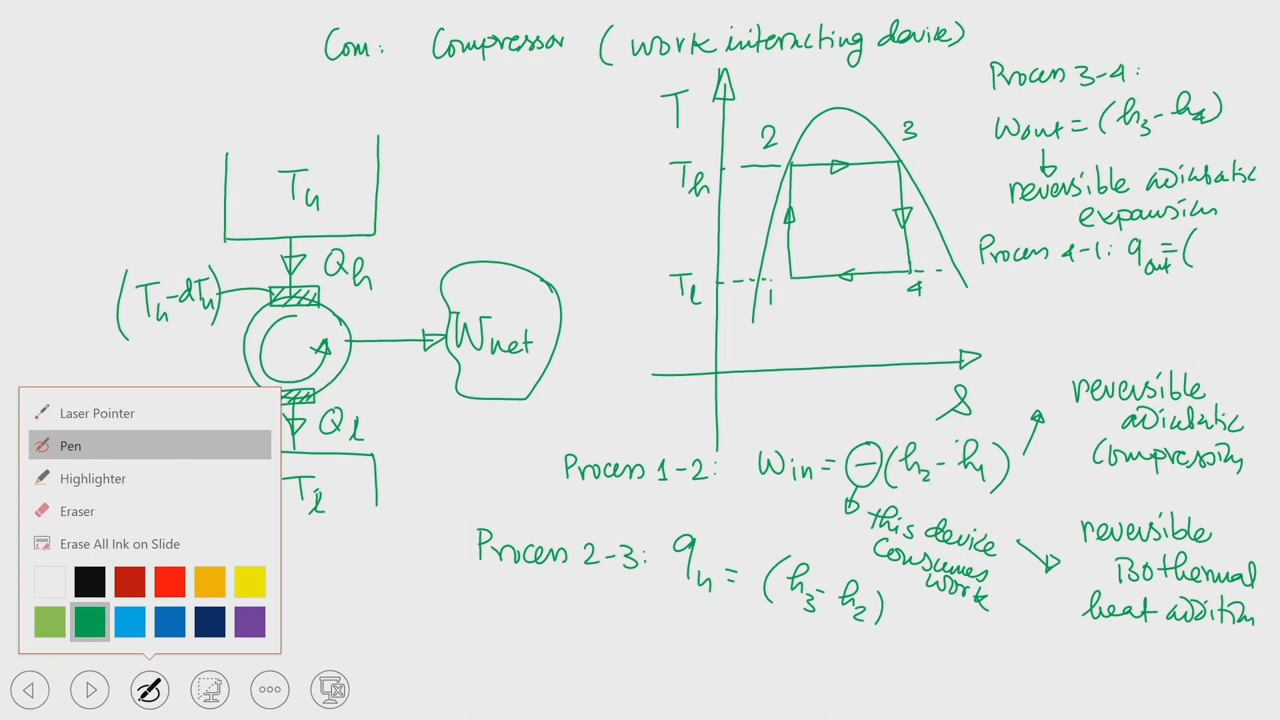 Com: Compressor (work interacting device)
T
2
3
Th
Tl
1
4
S
Process 3-4:
Wout = (h3 - h4)
reversible adiabatic
expansion
Process 4-1: qout = (
Th
Qh
(Th-dTh)
Wnet
Ql
Tl
Process 1-2: Win = - (h2 - h1)
reversible
adiabatic
compression
this device
consumes
work
Process 2-3: qh = (h3 - h2)
reversible
Isothermal
heat addition
Laser Pointer
Pen
Highlighter
Eraser
Erase All Ink on Slide